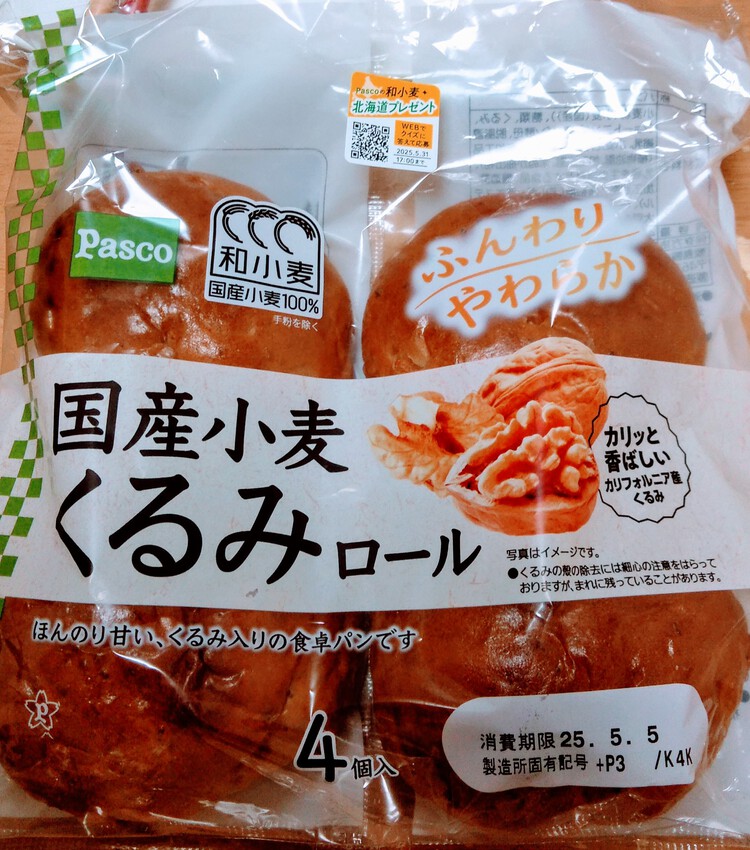 Pascoの和小麦
北海道プレゼント
WEBで
クイズに
答えて応募
2025.5.31
17:00まで
Pasco
和小麦
国産小麦100%
手粉を除く
ふんわり
やわらか
国産小麦
くるみロール
カリッと
香ばしい
カリフォルニア産
くるみ
写真はイメージです。
●くるみの殻の除去には細心の注意をはらって
おりますが、まれに残っていることがあります。
ほんのり甘い、くるみ入りの食卓パンです
P
4個入
消費期限 25. 5. 5
製造所固有記号 +P3 /K4K